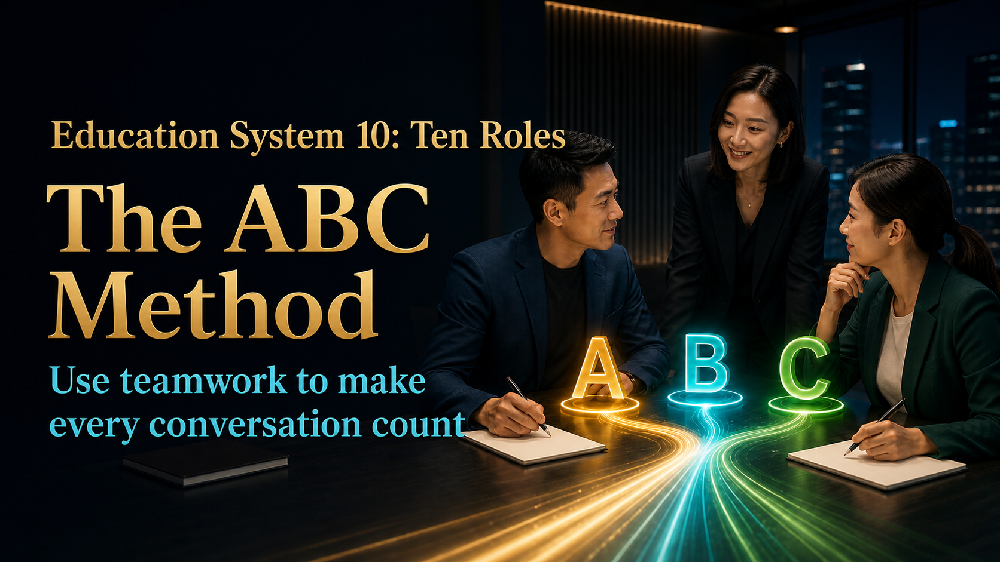 Education System 10: Ten Roles
The ABC
Method
Use teamwork to make
every conversation count
A B C